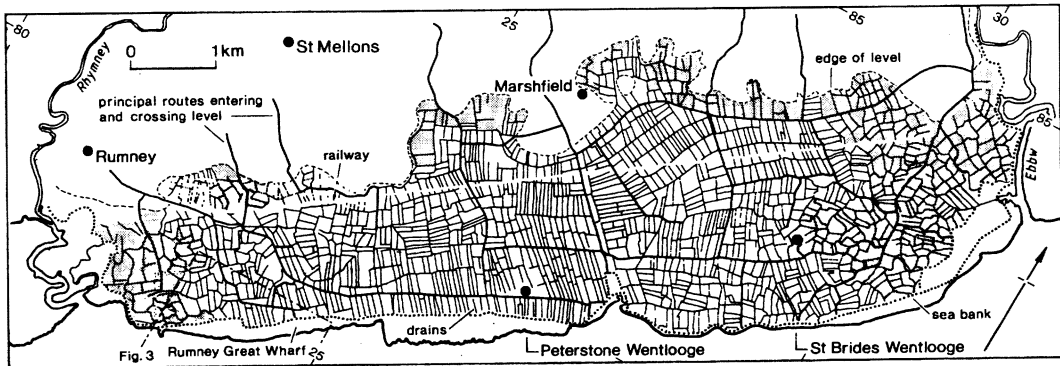 80
25
85
30
0 1km
St Mellons
Rhymney
Marshfield
edge of level
principal routes entering
and crossing level
85
Rumney
railway
Ebbw
drains
sea bank
Fig. 3
Rumney Great Wharf
25
Peterstone Wentlooge
St Brides Wentlooge